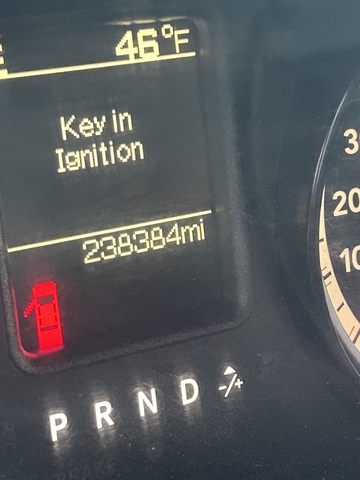 46°F
Key in
Ignition
238384mi
P R N D -/+
30
20
10